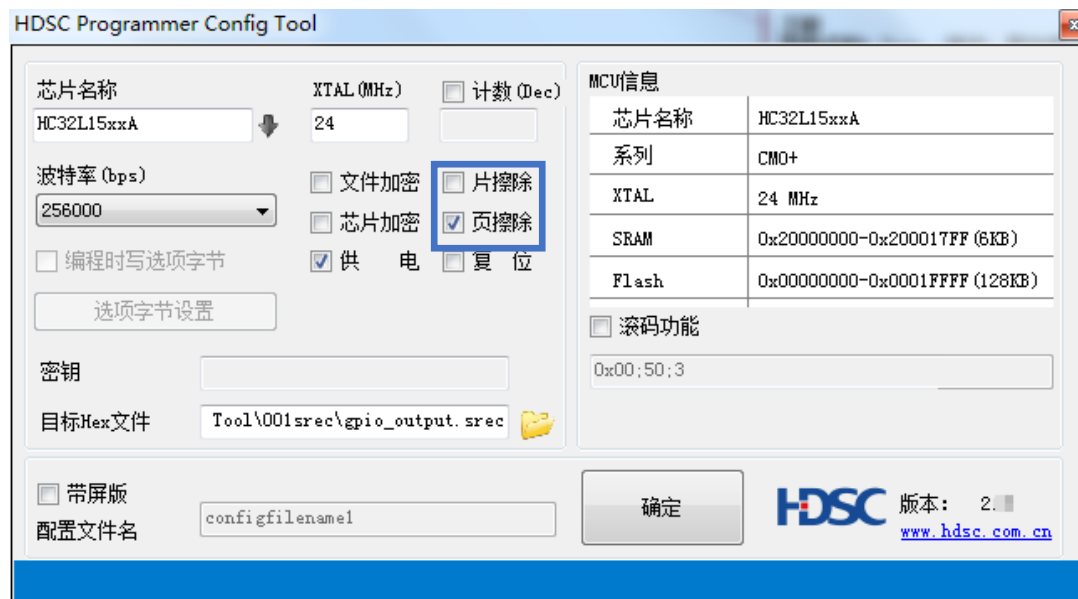 HDSC Programmer Config Tool
芯片名称
XTAL(MHz)
计数(Dec)
HC32L15xxA
24
波特率(bps)
256000
文件加密
片擦除
芯片加密
页擦除
编程时写选项字节
供 电
复 位
选项字节设置
密钥
目标Hex文件
Tool\001srec\gpio_output.srec
MCU信息
芯片名称 HC32L15xxA
系列 CM0+
XTAL 24 MHz
SRAM 0x20000000-0x200017FF(6KB)
Flash 0x00000000-0x0001FFFF(128KB)
滚码功能
0x00;50;3
带屏版
配置文件名
configfilename1
确定
HDSC
版本: 2.
www.hdsc.com.cn